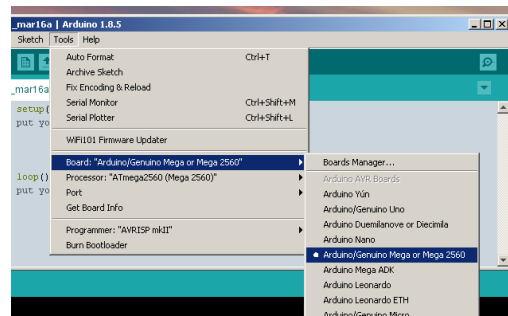 _mar16a | Arduino 1.8.5
Sketch Tools Help
_mar16a
setup(
put yo
loop()
put yo
Auto Format Ctrl+T
Archive Sketch
Fix Encoding & Reload
Serial Monitor Ctrl+Shift+M
Serial Plotter Ctrl+Shift+L
WiFi101 Firmware Updater
Board: "Arduino/Genuino Mega or Mega 2560"
Processor: "ATmega2560 (Mega 2560)"
Port
Get Board Info
Programmer: "AVRISP mkII"
Burn Bootloader
Boards Manager...
Arduino AVR Boards
Arduino Yún
Arduino/Genuino Uno
Arduino Duemilanove or Diecimila
Arduino Nano
Arduino/Genuino Mega or Mega 2560
Arduino Mega ADK
Arduino Leonardo
Arduino Leonardo ETH
Arduino/Genuino Micro